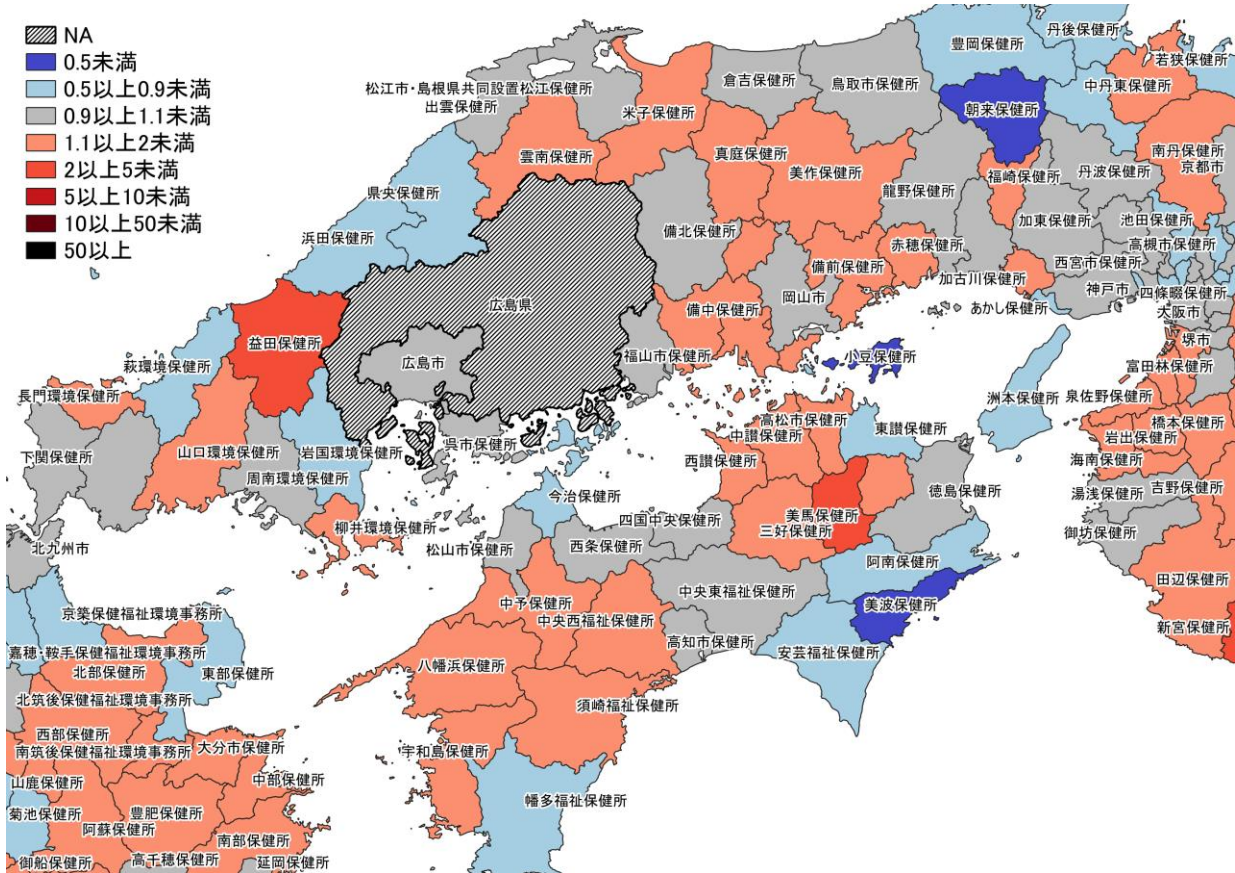 NA
0.5未満
0.5以上0.9未満
0.9以上1.1未満
1.1以上2未満
2以上5未満
5以上10未満
10以上50未満
50以上
丹後保健所
豊岡保健所
若狭保健所
松江市・島根県共同設置松江保健所
倉吉保健所
鳥取市保健所
中丹東保健所
出雲保健所
米子保健所
朝来保健所
雲南保健所
真庭保健所
美作保健所
南丹保健所
京都市
県央保健所
龍野保健所
福崎保健所
丹波保健所
浜田保健所
備北保健所
加東保健所
池田保健所
赤穂保健所
高槻市保健所
備前保健所
西宮市保健所
加古川保健所
神戸市
四條畷保健所
広島県
岡山市
備中保健所
あかし保健所
大阪市
益田保健所
広島市
福山市保健所
小豆保健所
堺市
萩環境保健所
富田林保健所
長門環境保健所
洲本保健所
泉佐野保健所
高松市保健所
東讃保健所
橋本保健所
中讃保健所
岩出保健所
呉市保健所
下関保健所
山口環境保健所
岩国環境保健所
西讃保健所
海南保健所
周南環境保健所
徳島保健所
吉野保健所
今治保健所
湯浅保健所
美馬保健所
四国中央保健所
柳井環境保健所
三好保健所
御坊保健所
北九州市
松山市保健所
西条保健所
阿南保健所
田辺保健所
中央東福祉保健所
中予保健所
美波保健所
京築保健福祉環境事務所
中央西福祉保健所
新宮保健所
高知市保健所
安芸福祉保健所
嘉穂・鞍手保健福祉環境事務所
北部保健所
東部保健所
八幡浜保健所
北筑後保健福祉環境事務所
須崎福祉保健所
西部保健所
南筑後保健福祉環境事務所
大分市保健所
宇和島保健所
山鹿保健所
中部保健所
幡多福祉保健所
菊池保健所
豊肥保健所
阿蘇保健所
南部保健所
御船保健所
高千穂保健所
延岡保健所